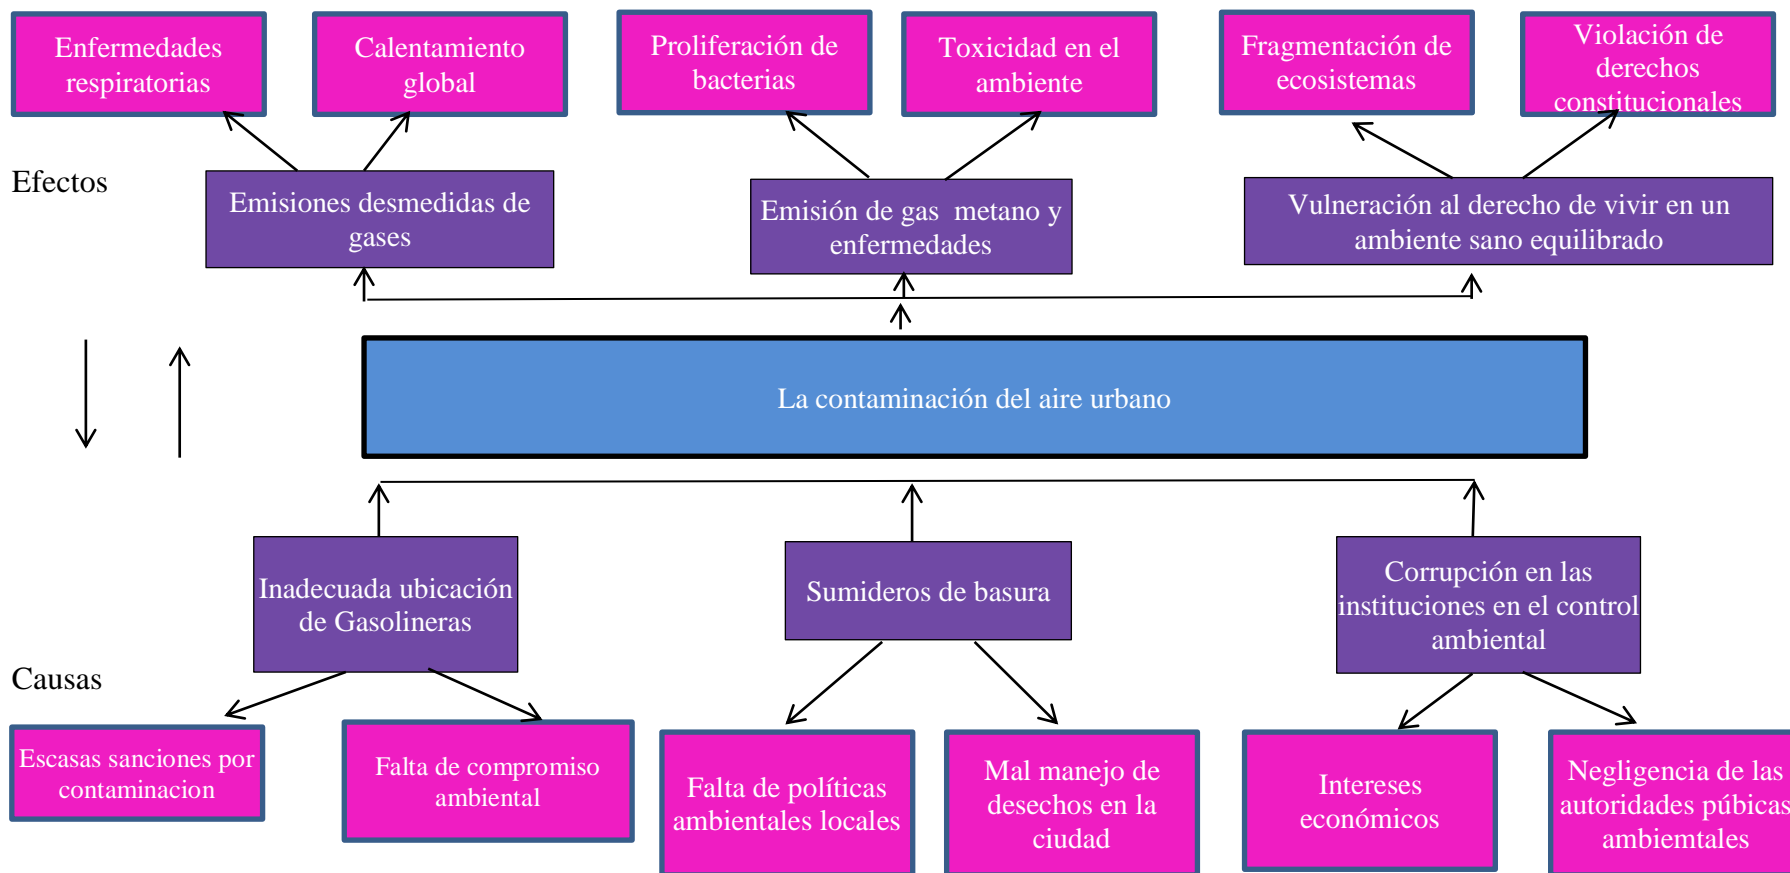 Enfermedades
respiratorias
Calentamiento
global
Proliferación de
bacterias
Toxicidad en el
ambiente
Fragmentación de
ecosistemas
Violación de
derechos
constitucionales
Efectos
Emisiones desmedidas de
gases
Emisión de gas metano y
enfermedades
Vulneración al derecho de vivir en un
ambiente sano equilibrado
La contaminación del aire urbano
Inadecuada ubicación
de Gasolineras
Sumideros de basura
Corrupción en las
instituciones en el control
ambiental
Causas
Escasas sanciones por
contaminacion
Falta de compromiso
ambiental
Falta de políticas
ambientales locales
Mal manejo de
desechos en la
ciudad
Intereses
económicos
Negligencia de las
autoridades púbicas
ambiemtales